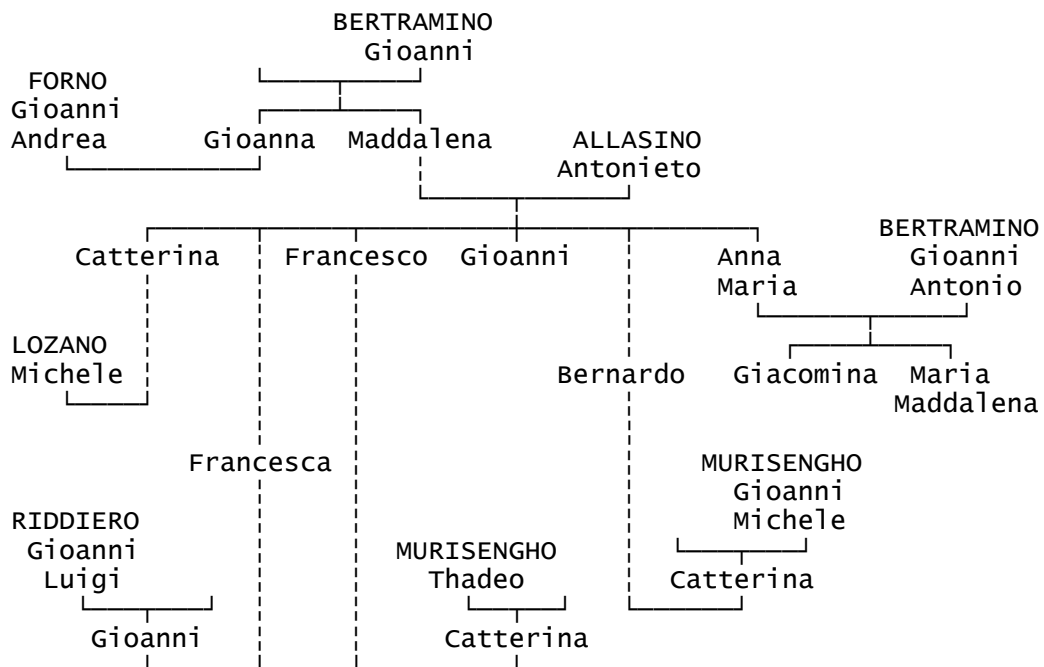 BERTRAMINO
Gioanni
FORNO
Gioanni
Andrea Gioanna Maddalena ALLASINO
Antonieto
BERTRAMINO
Catterina Francesco Gioanni Anna Gioanni
Maria Antonio
LOZANO
Michele Bernardo Giacomina Maria
Maddalena
Francesca MURISENGHO
Gioanni
RIDDIERO Michele
Gioanni MURISENGHO
Luigi Thadeo Catterina
Gioanni Catterina